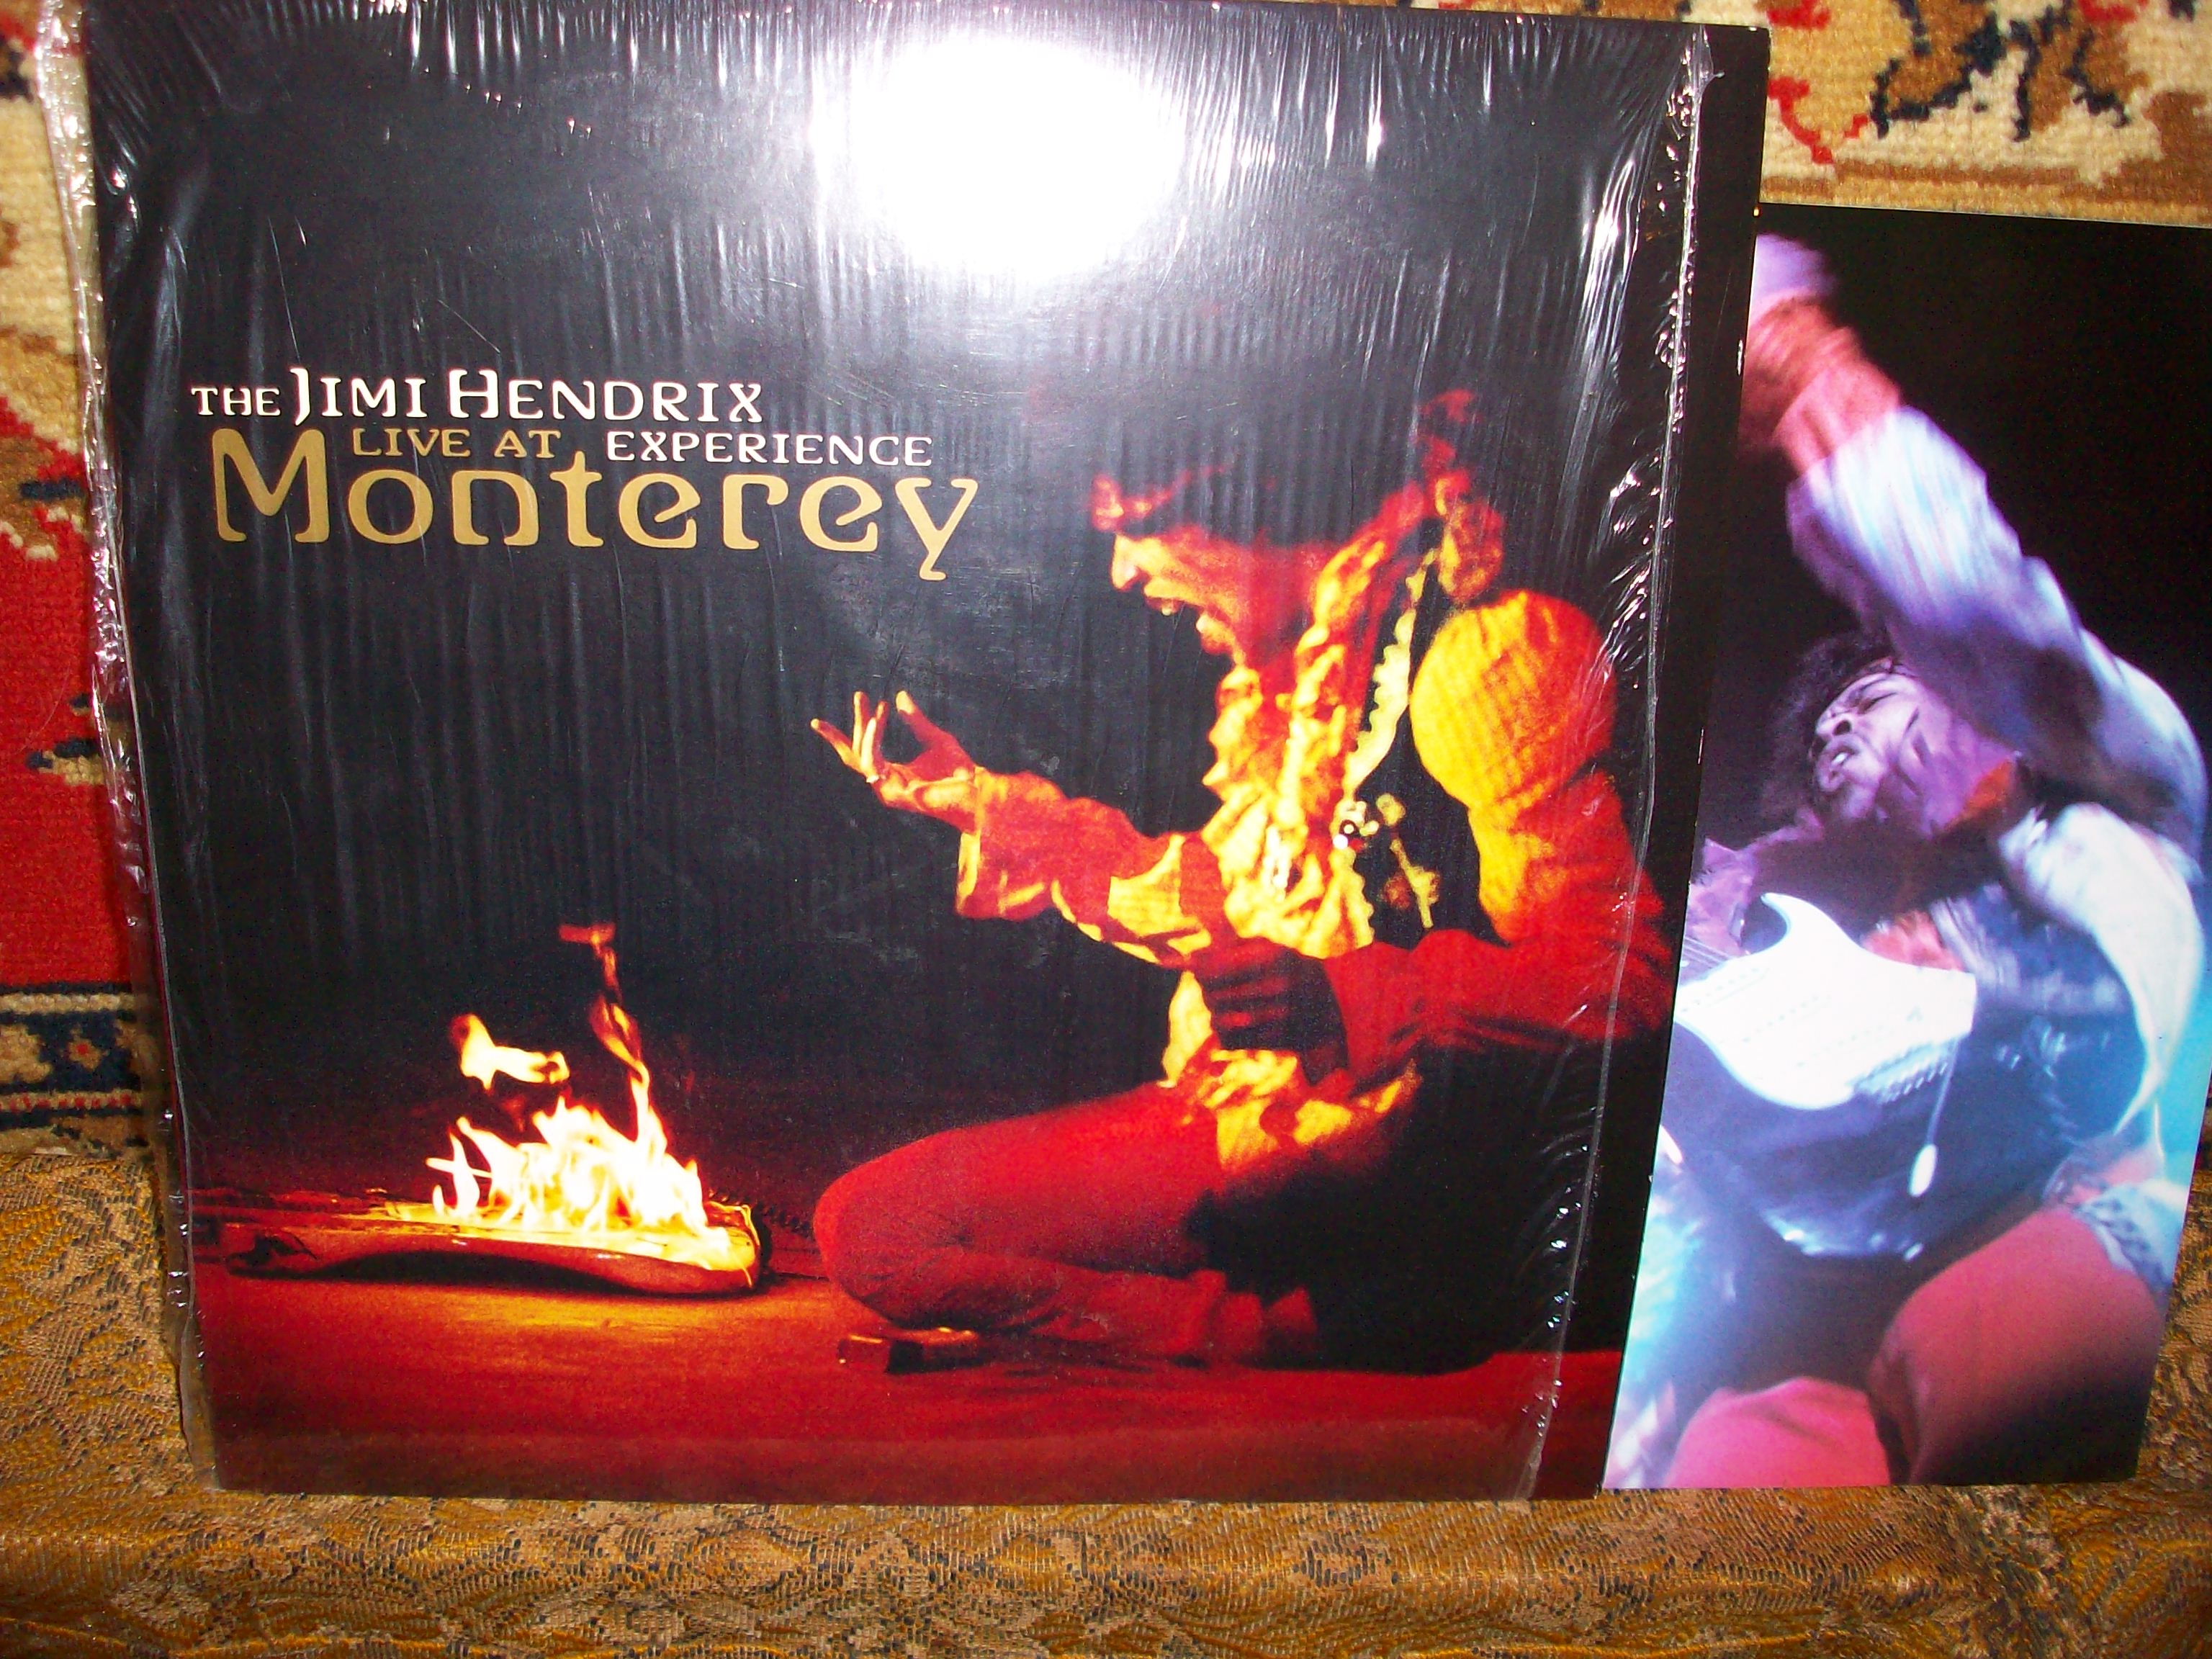 THE JIMI HENDRIX
LIVE AT EXPERIENCE
Monterey